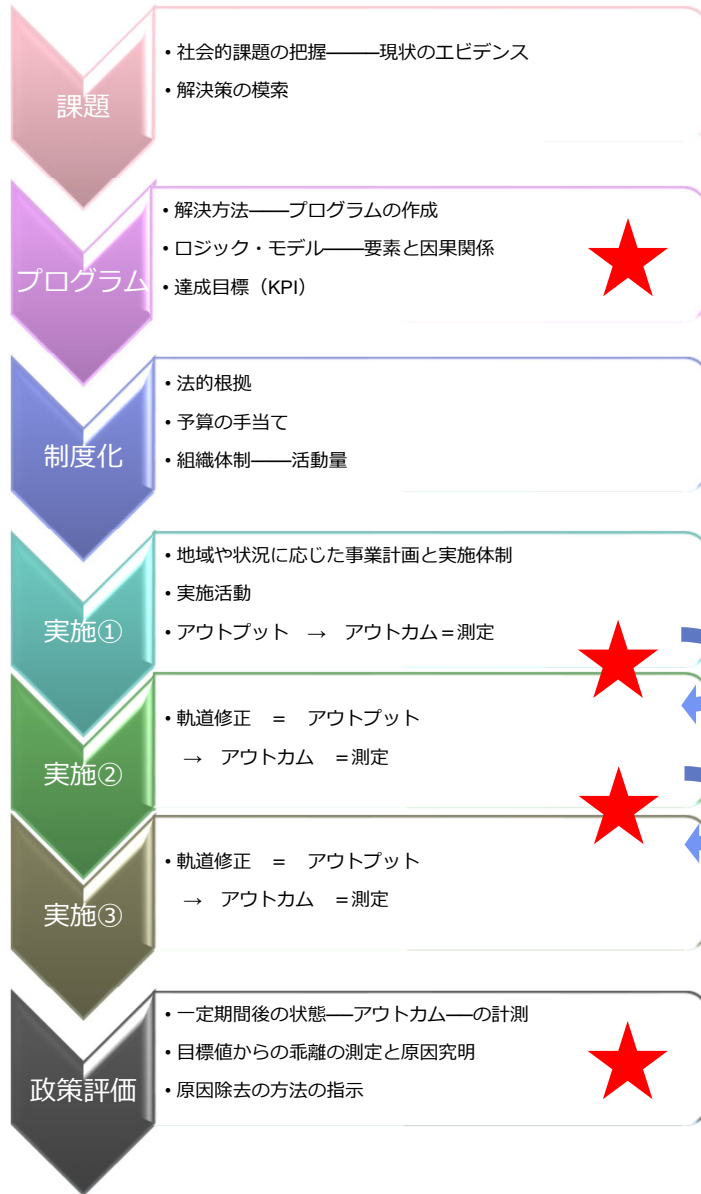 課題
・社会的課題の把握―――現状のエビデンス
・解決策の模索
プログラム
・解決方法――プログラムの作成
・ロジック・モデル――要素と因果関係
・達成目標（KPI）
制度化
・法的根拠
・予算の手当て
・組織体制――活動量
実施①
・地域や状況に応じた事業計画と実施体制
・実施活動
・アウトプット　→　アウトカム＝測定
実施②
・軌道修正　＝　アウトプット
→　アウトカム　＝測定
実施③
・軌道修正　＝　アウトプット
→　アウトカム　＝測定
政策評価
・一定期間後の状態――アウトカム――の計測
・目標値からの乖離の測定と原因究明
・原因除去の方法の指示